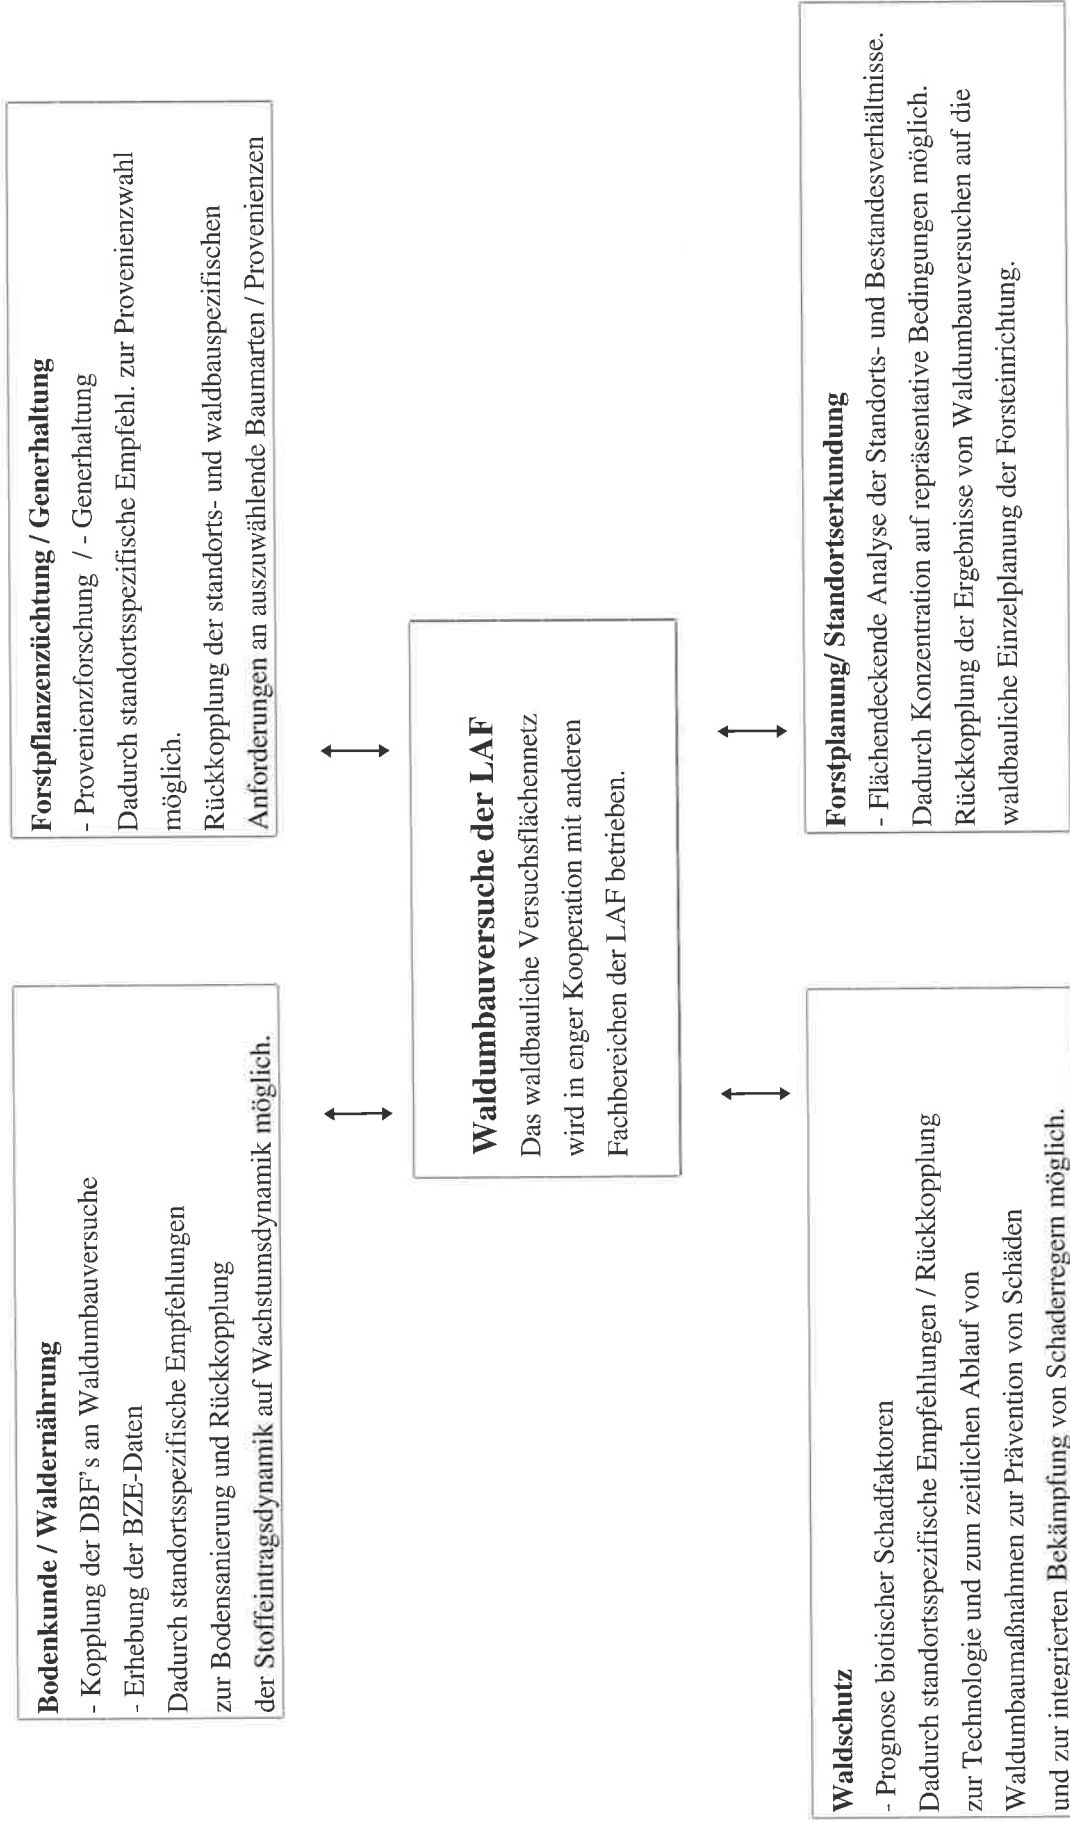 Bodenkunde / Waldernährung
- Kopplung der DBF's an Waldumbauversuche
- Erhebung der BZE-Daten
Dadurch standortsspezifische Empfehlungen
zur Bodensanierung und Rückkopplung
der Stoffeintragsdynamik auf Wachstumsdynamik möglich.
Forstpflanzenzüchtung / Generhaltung
- Provenienzforschung / - Generhaltung
Dadurch standortsspezifische Empfehl. zur Provenienzwahl
möglich.
Rückkopplung der standorts- und waldbauspezifischen
Anforderungen an auszuwählende Baumarten / Provenienzen
Waldumbauversuche der LAF
Das waldbauliche Versuchsflächennetz
wird in enger Kooperation mit anderen
Fachbereichen der LAF betrieben.
Waldschutz
- Prognose biotischer Schadfaktoren
Dadurch standortsspezifische Empfehlungen / Rückkopplung
zur Technologie und zum zeitlichen Ablauf von
Waldumbaumaßnahmen zur Prävention von Schäden
und zur integrierten Bekämpfung von Schaderregern möglich.
Forstplanung/ Standortserkundung
- Flächendeckende Analyse der Standorts- und Bestandesverhältnisse.
Dadurch Konzentration auf repräsentative Bedingungen möglich.
Rückkopplung der Ergebnisse von Waldumbauversuchen auf die
waldbauliche Einzelplanung der Forsteinrichtung.